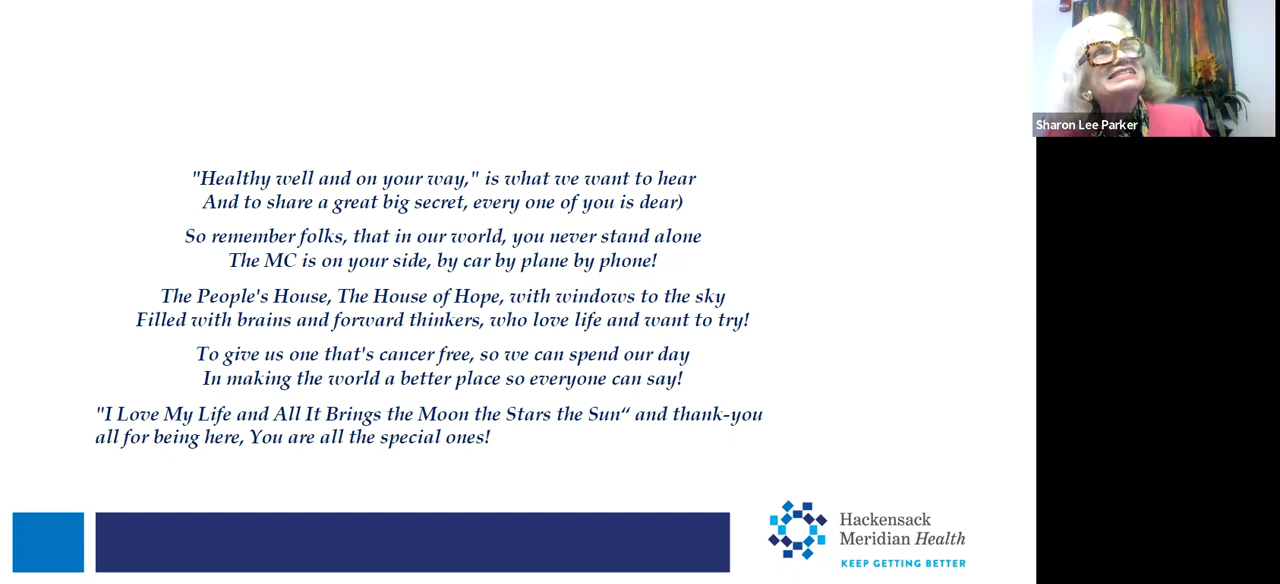 "Healthy well and on your way," is what we want to hear
And to share a great big secret, every one of you is dear)
So remember folks, that in our world, you never stand alone
The MC is on your side, by car by plane by phone!
The People's House, The House of Hope, with windows to the sky
Filled with brains and forward thinkers, who love life and want to try!
To give us one that's cancer free, so we can spend our day
In making the world a better place so everyone can say!
"I Love My Life and All It Brings the Moon the Stars the Sun“ and thank-you
all for being here, You are all the special ones!
Sharon Lee Parker
Hackensack
Meridian Health
KEEP GETTING BETTER